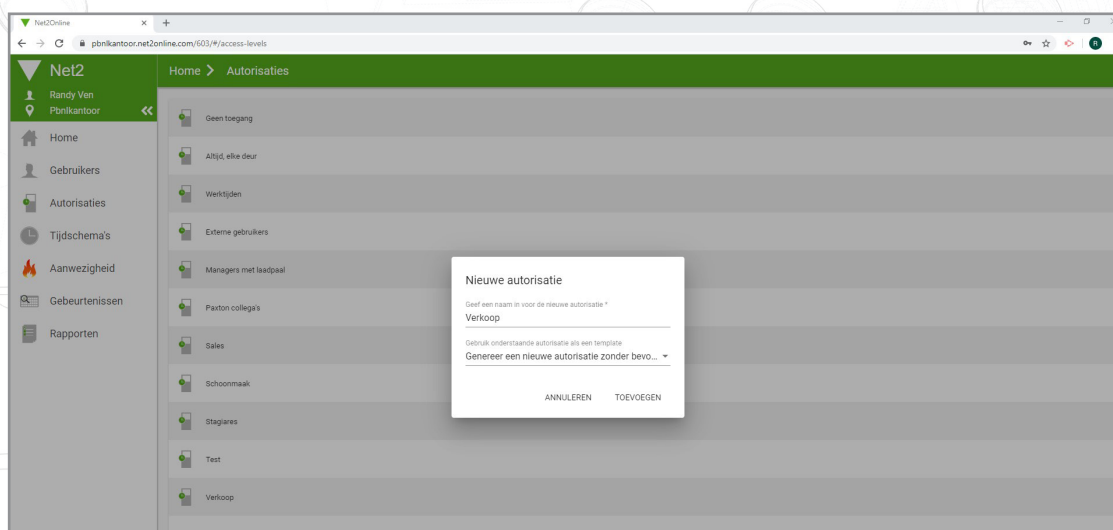 Net2Online
pbnlkantoor.net2online.com/603/#/access-levels
R
Net2
Home > Autorisaties
Randy Ven
Pbnlkantoor
Home
Gebruikers
Autorisaties
Tijdschema's
Aanwezigheid
Gebeurtenissen
Rapporten
Geen toegang
Altijd, elke deur
Werktijden
Externe gebruikers
Managers met laadpaal
Paxton collega's
Sales
Schoonmaak
Stagiares
Test
Verkoop
Nieuwe autorisatie
Geef een naam in voor de nieuwe autorisatie *
Verkoop
Gebruik onderstaande autorisatie als een template
Genereer een nieuwe autorisatie zonder bevo...
ANNULEREN TOEVOEGEN